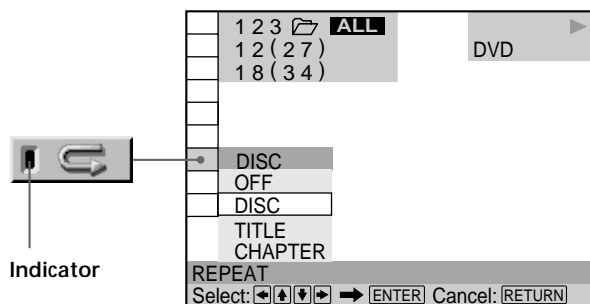 1 2 3 ALL
1 2 ( 2 7 )
1 8 ( 3 4 )
DVD
DISC
OFF
DISC
TITLE
CHAPTER
Indicator
REPEAT
Select: ENTER Cancel: RETURN